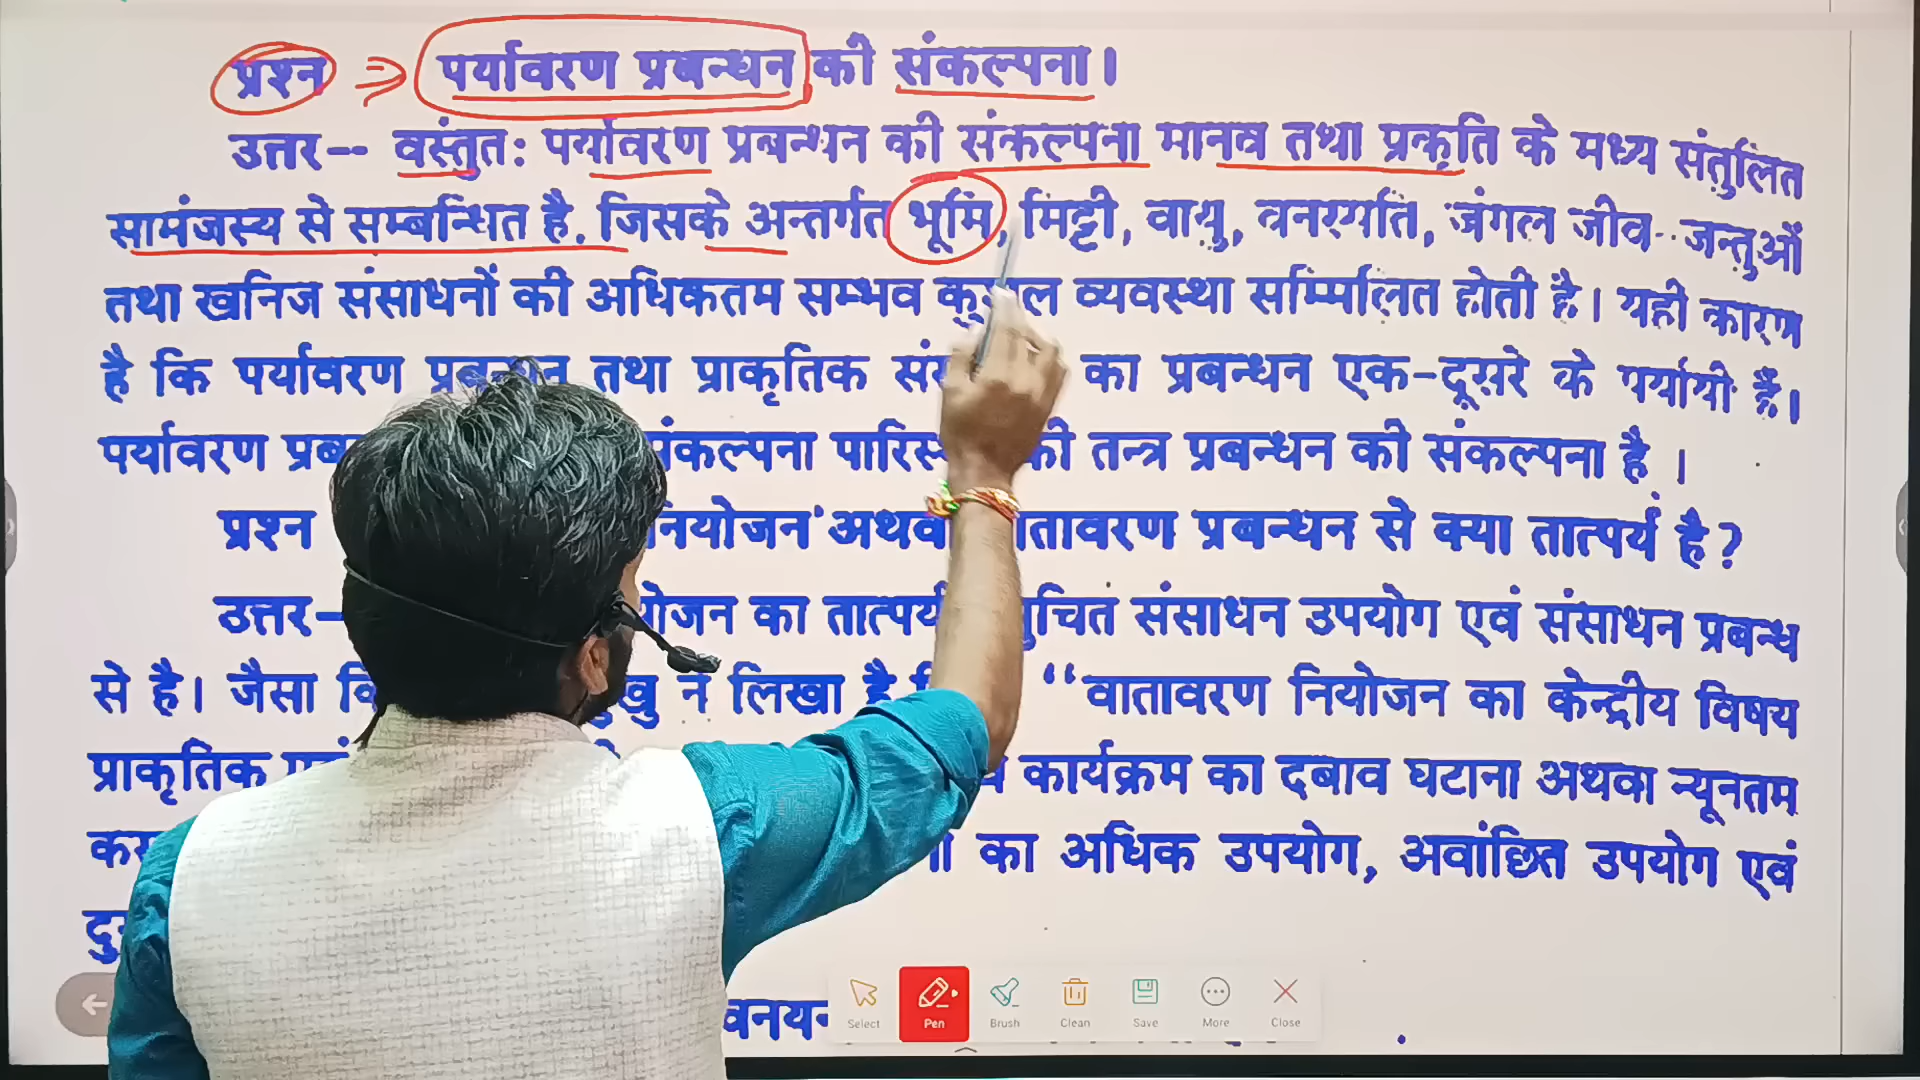 प्रश्न पर्यावरण प्रबन्धन की संकल्पना।
उत्तर-- वस्तुतः पर्यावरण प्रबन्धन की संकल्पना मानव तथा प्रकृति के मध्य संतुलित
सामंजस्य से सम्बन्धित है, जिसके अन्तर्गत भूमि, मिट्टी, वायु, वनस्पति, जंगल जीव-जन्तुओं
तथा खनिज संसाधनों की अधिकतम सम्भव कुशल व्यवस्था सम्मिलित होती है। यही कारण
है कि पर्यावरण प्रबन्धन तथा प्राकृतिक का प्रबन्धन एक-दूसरे के पर्यायी हैं।
पर्यावरण संकल्पना तन्त्र प्रबन्धन की संकल्पना है।
प्रश्न नियोजन अथवा वातावरण प्रबन्धन से क्या तात्पर्य है?
उत्तर- का तात्पर्य संसाधन उपयोग एवं संसाधन प्रबन्ध
से है। जैसा ने लिखा है “वातावरण नियोजन का केन्द्रीय विषय
प्राकृतिक कार्यक्रम का दबाव घटाना अथवा न्यूनतम
का अधिक उपयोग, अवांछित उपयोग एवं
Select Pen Brush Clean Save More Close